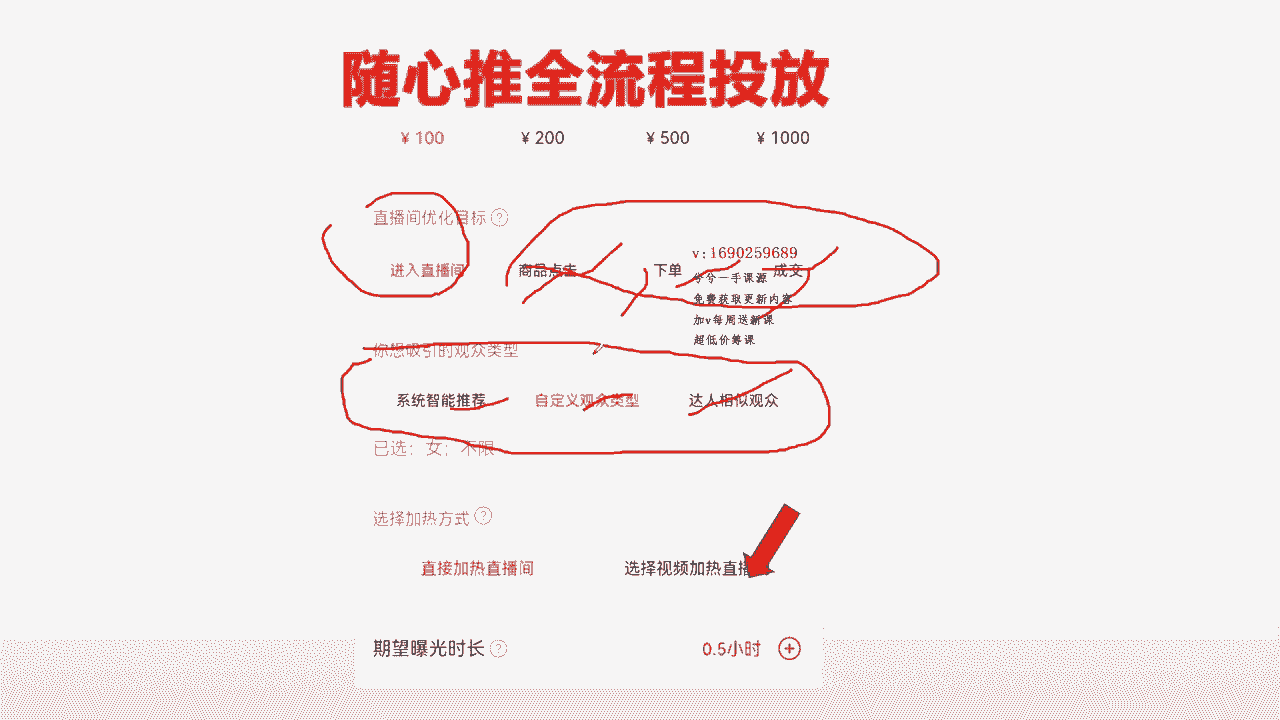 随心推全流程投放
¥ 100 ¥ 200 ¥ 500 ¥ 1000
直播间优化目标 ?
v:1690259689
进入直播间 商品点击 下单 成交
兮兮一手课源
免费获取更新内容
加v每周送新课
超低价筹课
你想吸引的观众类型
系统智能推荐 自定义观众类型 达人相似观众
已选：女；不限
选择加热方式 ?
直接加热直播间 选择视频加热直播
期望曝光时长 ? 0.5小时 +